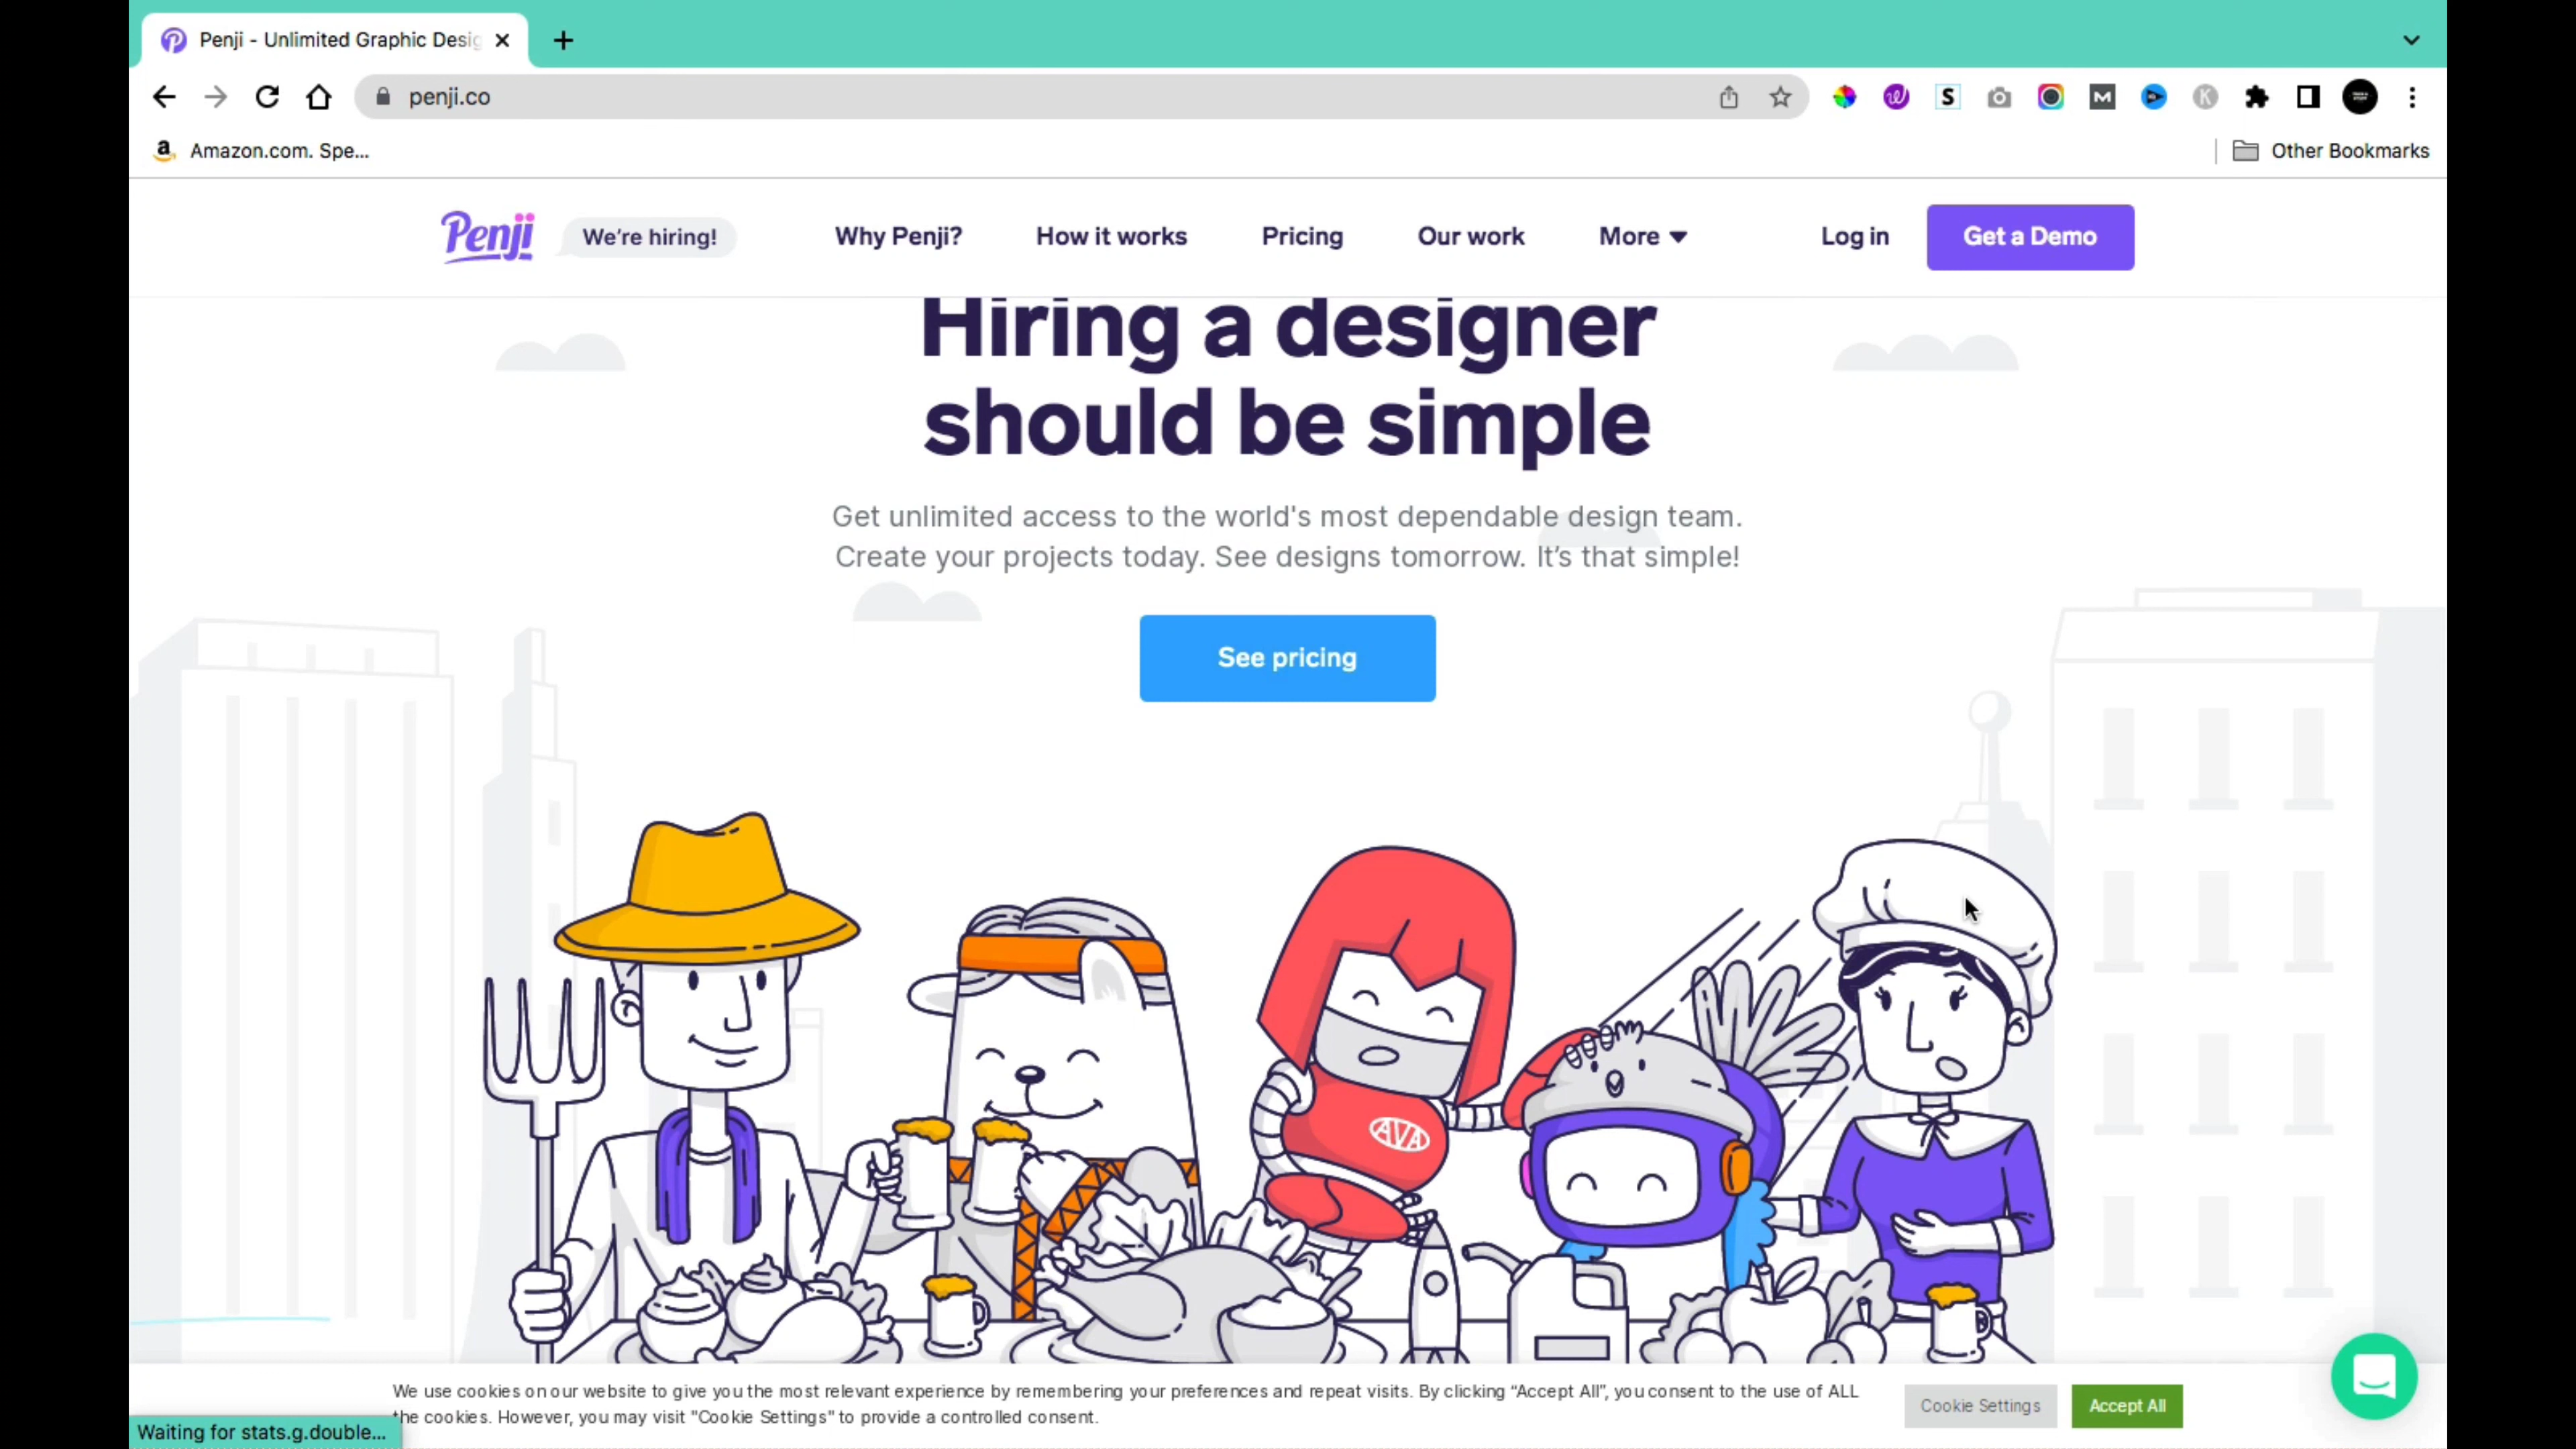 Penji - Unlimited Graphic Desig
penji.co
Amazon.com. Spe...
Other Bookmarks
Penji
We're hiring!
Why Penji?
How it works
Pricing
Our work
More
Log in
Get a Demo
Hiring a designer
should be simple
Get unlimited access to the world's most dependable design team.
Create your projects today. See designs tomorrow. It’s that simple!
See pricing
AVA
We use cookies on our website to give you the most relevant experience by remembering your preferences and repeat visits. By clicking “Accept All”, you consent to the use of ALL
the cookies. However, you may visit "Cookie Settings" to provide a controlled consent.
Cookie Settings
Accept All
Waiting for stats.g.double...